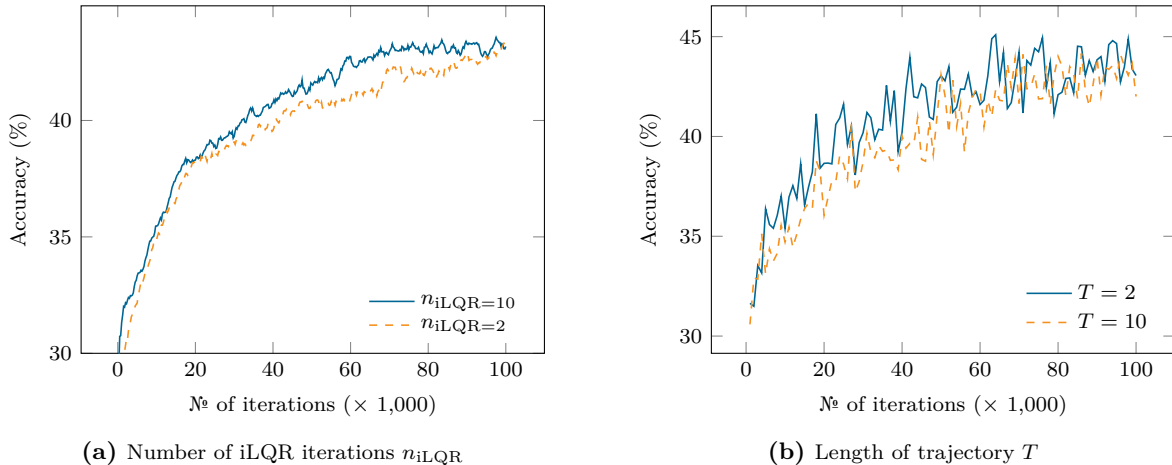 40
35
30
Accuracy (%)
0
20
40
60
80
100
№ of iterations (× 1,000)
n_iLQR=10
n_iLQR=2
(a) Number of iLQR iterations n_iLQR
45
40
35
30
Accuracy (%)
0
20
40
60
80
100
№ of iterations (× 1,000)
T = 2
T = 10
(b) Length of trajectory T